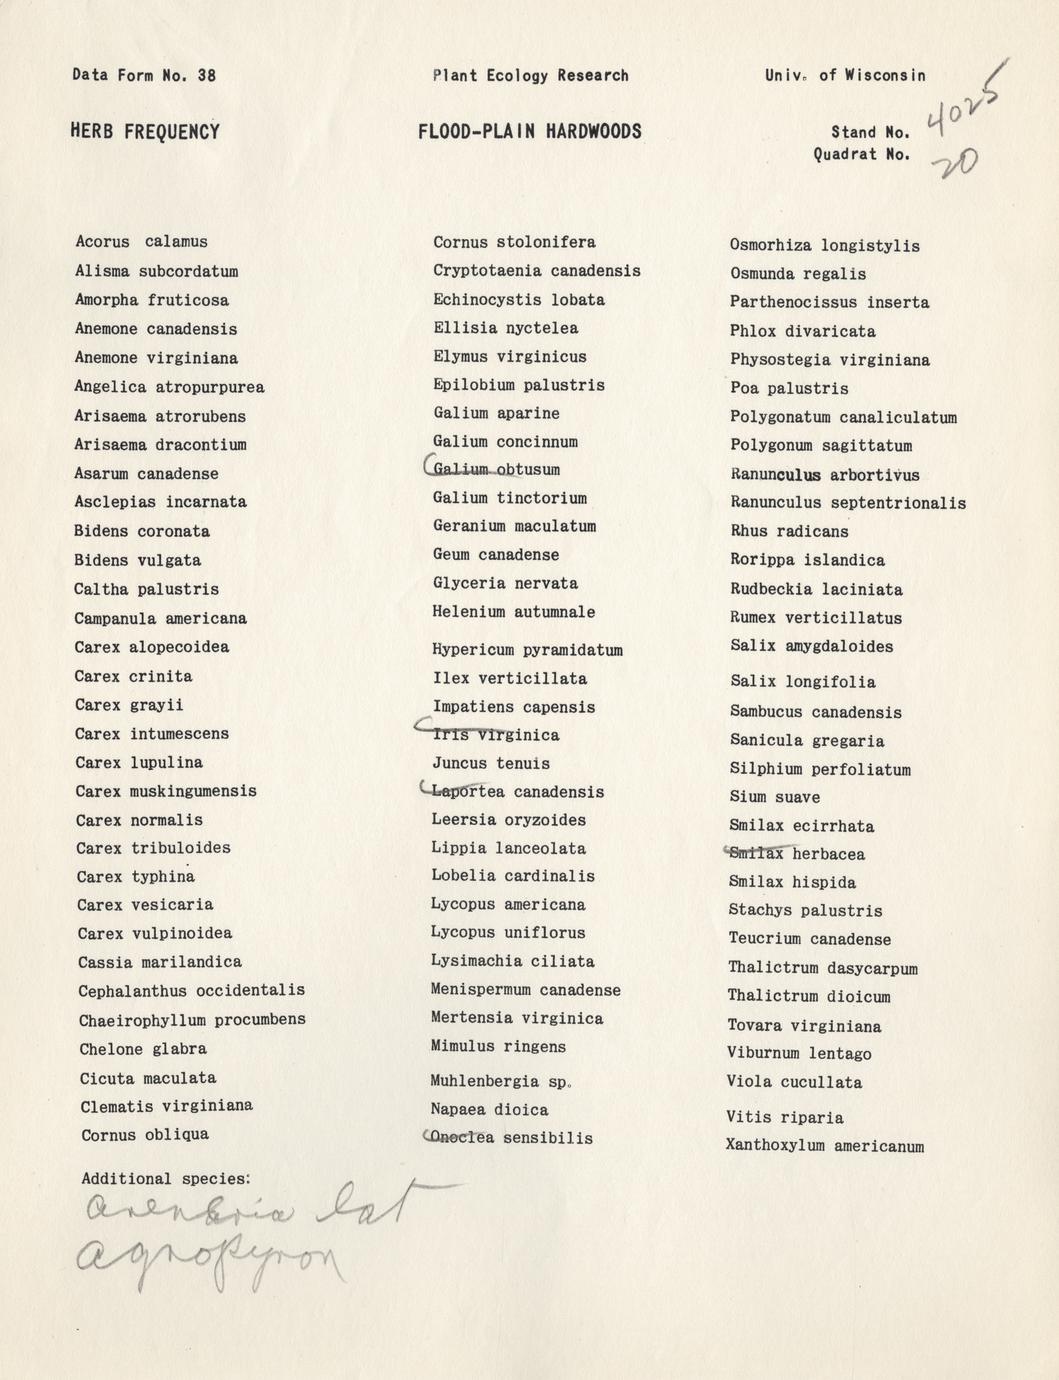 Data Form No. 38
Plant Ecology Research
Univ. of Wisconsin
HERB FREQUENCY
FLOOD-PLAIN HARDWOODS
Stand No. 4025
Quadrat No. 20
Acorus calamus
Alisma subcordatum
Amorpha fruticosa
Anemone canadensis
Anemone virginiana
Angelica atropurpurea
Arisaema atrorubens
Arisaema dracontium
Asarum canadense
Asclepias incarnata
Bidens coronata
Bidens vulgata
Caltha palustris
Campanula americana
Carex alopecoidea
Carex crinita
Carex grayii
Carex intumescens
Carex lupulina
Carex muskingumensis
Carex normalis
Carex tribuloides
Carex typhina
Carex vesicaria
Carex vulpinoidea
Cassia marilandica
Cephalanthus occidentalis
Chaeirophyllum procumbens
Chelone glabra
Cicuta maculata
Clematis virginiana
Cornus obliqua
Cornus stolonifera
Cryptotaenia canadensis
Echinocystis lobata
Ellisia nyctelea
Elymus virginicus
Epilobium palustris
Galium aparine
Galium concinnum
Galium obtusum
Galium tinctorium
Geranium maculatum
Geum canadense
Glyceria nervata
Helenium autumnale
Hypericum pyramidatum
Ilex verticillata
Impatiens capensis
Iris virginica
Juncus tenuis
Laportea canadensis
Leersia oryzoides
Lippia lanceolata
Lobelia cardinalis
Lycopus americana
Lycopus uniflorus
Lysimachia ciliata
Menispermum canadense
Mertensia virginica
Mimulus ringens
Muhlenbergia sp.
Napaea dioica
Onoclea sensibilis
Osmorhiza longistylis
Osmunda regalis
Parthenocissus inserta
Phlox divaricata
Physostegia virginiana
Poa palustris
Polygonatum canaliculatum
Polygonum sagittatum
Ranunculus arbortivus
Ranunculus septentrionalis
Rhus radicans
Rorippa islandica
Rudbeckia laciniata
Rumex verticillatus
Salix amygdaloides
Salix longifolia
Sambucus canadensis
Sanicula gregaria
Silphium perfoliatum
Sium suave
Smilax ecirrhata
Smilax herbacea
Smilax hispida
Stachys palustris
Teucrium canadense
Thalictrum dasycarpum
Thalictrum dioicum
Tovara virginiana
Viburnum lentago
Viola cucullata
Vitis riparia
Xanthoxylum americanum
Additional species:
arenaria lat
agropyron